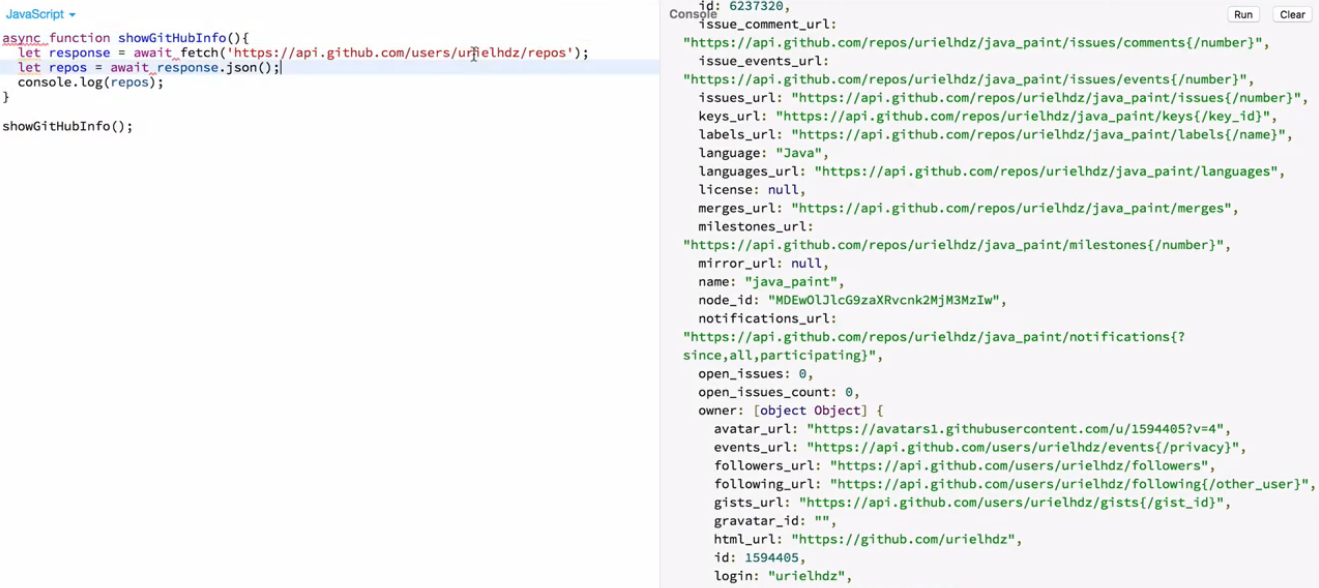 JavaScript
async function showGitHubInfo(){
let response = await fetch('https://api.github.com/users/urielhdz/repos');
let repos = await response.json();
console.log(repos);
}
showGitHubInfo();
Console
Run
Clear
id: 6237320,
issue_comment_url:
"https://api.github.com/repos/urielhdz/java_paint/issues/comments{/number}",
issue_events_url:
"https://api.github.com/repos/urielhdz/java_paint/issues/events{/number}",
issues_url: "https://api.github.com/repos/urielhdz/java_paint/issues{/number}",
keys_url: "https://api.github.com/repos/urielhdz/java_paint/keys{/key_id}",
labels_url: "https://api.github.com/repos/urielhdz/java_paint/labels{/name}",
language: "Java",
languages_url: "https://api.github.com/repos/urielhdz/java_paint/languages",
license: null,
merges_url: "https://api.github.com/repos/urielhdz/java_paint/merges",
milestones_url:
"https://api.github.com/repos/urielhdz/java_paint/milestones{/number}",
mirror_url: null,
name: "java_paint",
node_id: "MDEwOlJlcG9zaXRvcnk2MjM3MzIw",
notifications_url:
"https://api.github.com/repos/urielhdz/java_paint/notifications{?
since,all,participating}",
open_issues: 0,
open_issues_count: 0,
owner: [object Object] {
avatar_url: "https://avatars1.githubusercontent.com/u/1594405?v=4",
events_url: "https://api.github.com/users/urielhdz/events{/privacy}",
followers_url: "https://api.github.com/users/urielhdz/followers",
following_url: "https://api.github.com/users/urielhdz/following{/other_user}",
gists_url: "https://api.github.com/users/urielhdz/gists{/gist_id}",
gravatar_id: "",
html_url: "https://github.com/urielhdz",
id: 1594405,
login: "urielhdz",